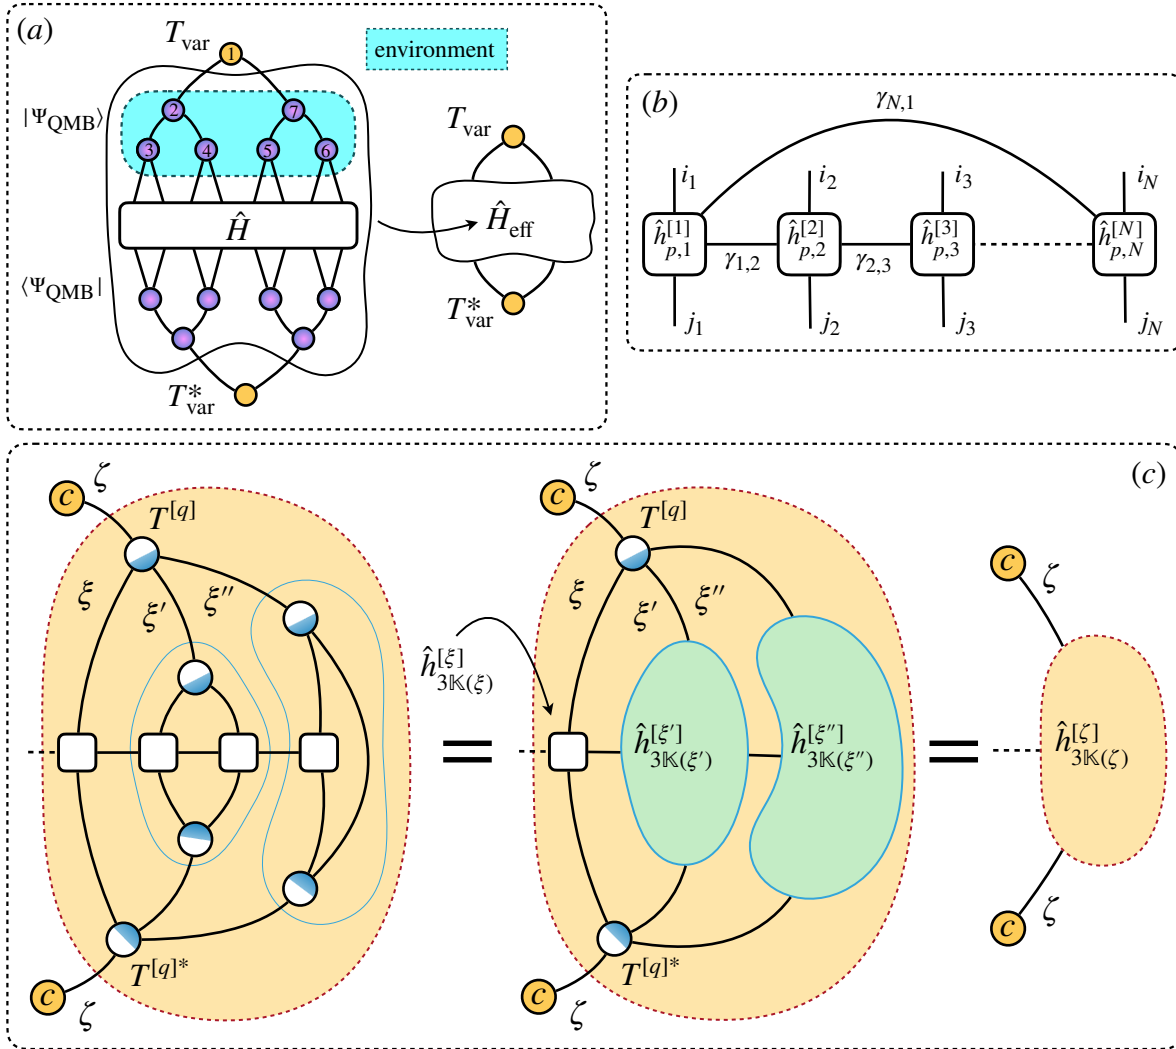 (a)
T_var
1
environment
|Ψ_QMB⟩
2
7
3
4
5
6
Ĥ
⟨Ψ_QMB|
T*_var
T_var
Ĥ_eff
T*_var
(b)
γ_{N,1}
i_1
i_2
i_3
i_N
ĥ^{[1]}_{p,1}
ĥ^{[2]}_{p,2}
ĥ^{[3]}_{p,3}
ĥ^{[N]}_{p,N}
γ_{1,2}
γ_{2,3}
j_1
j_2
j_3
j_N
(c)
c
ζ
T^{[q]}
ξ
ξ′
ξ″
T^{[q]*}
c
ζ
=
c
ζ
T^{[q]}
ξ
ξ′
ξ″
ĥ^{[ξ]}_{3𝕂(ξ)}
ĥ^{[ξ′]}_{3𝕂(ξ′)}
ĥ^{[ξ″]}_{3𝕂(ξ″)}
T^{[q]*}
c
ζ
=
c
ζ
ĥ^{[ζ]}_{3𝕂(ζ)}
c
ζ